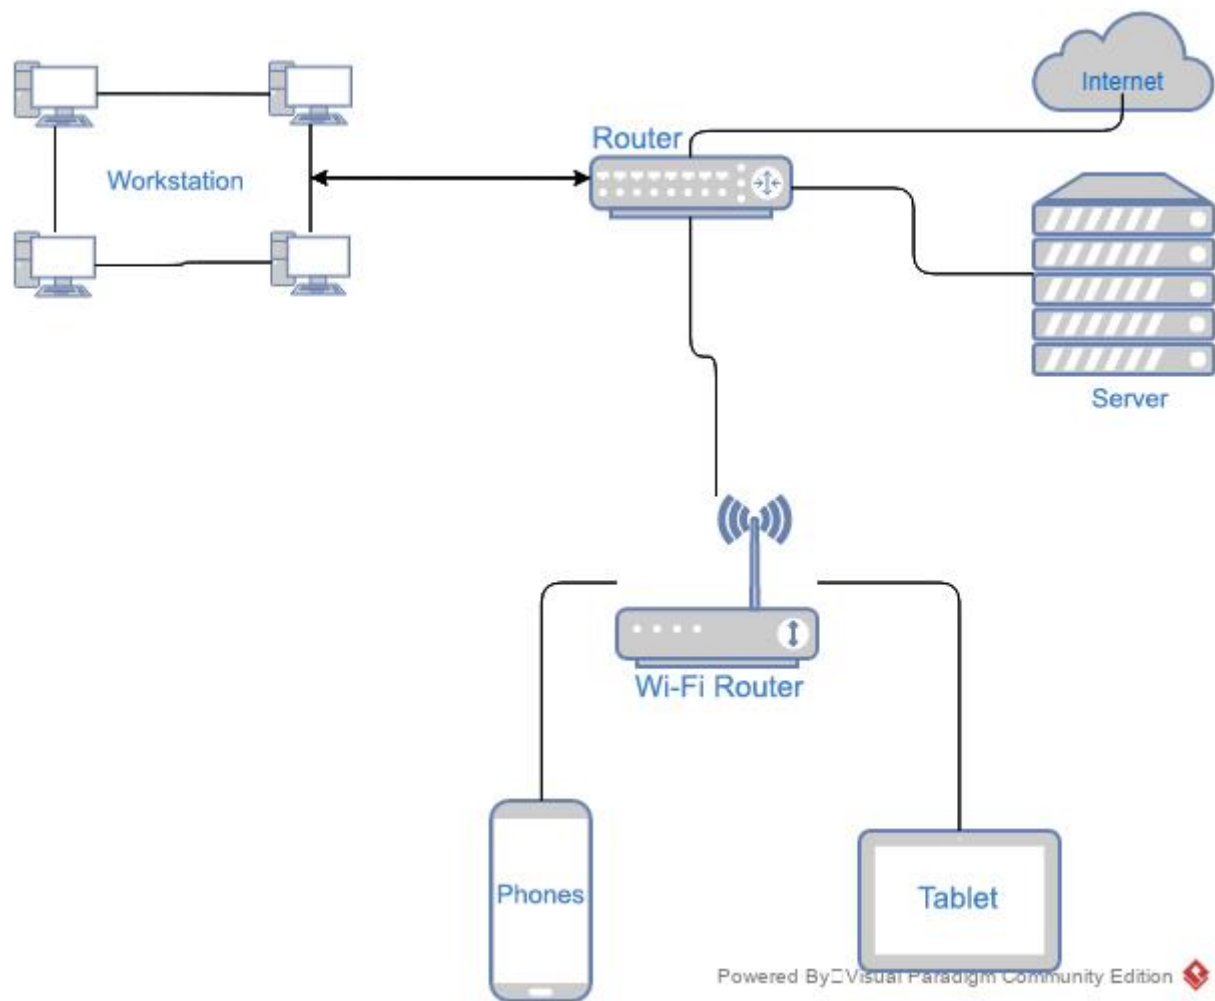 Internet
Router
Workstation
Server
Wi-Fi Router
Phones
Tablet
Powered By□Visual Paradigm Community Edition